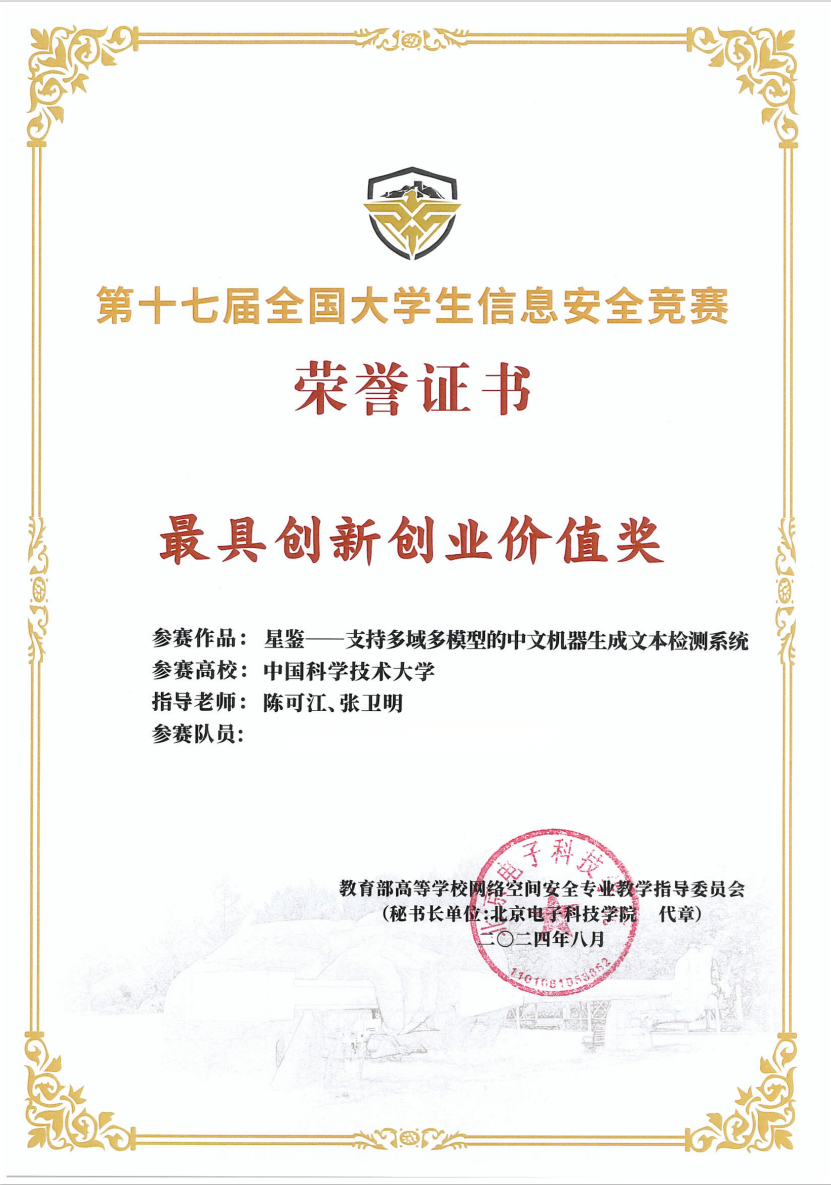 第十七届全国大学生信息安全竞赛
荣誉证书
最具创新创业价值奖
参赛作品：星鉴——支持多域多模型的中文机器生成文本检测系统
参赛高校：中国科学技术大学
指导老师：陈可江、张卫明
参赛队员：
教育部高等学校网络空间安全专业教学指导委员会
（秘书长单位：北京电子科技学院 代章）
二〇二四年八月
北京电子科技学院